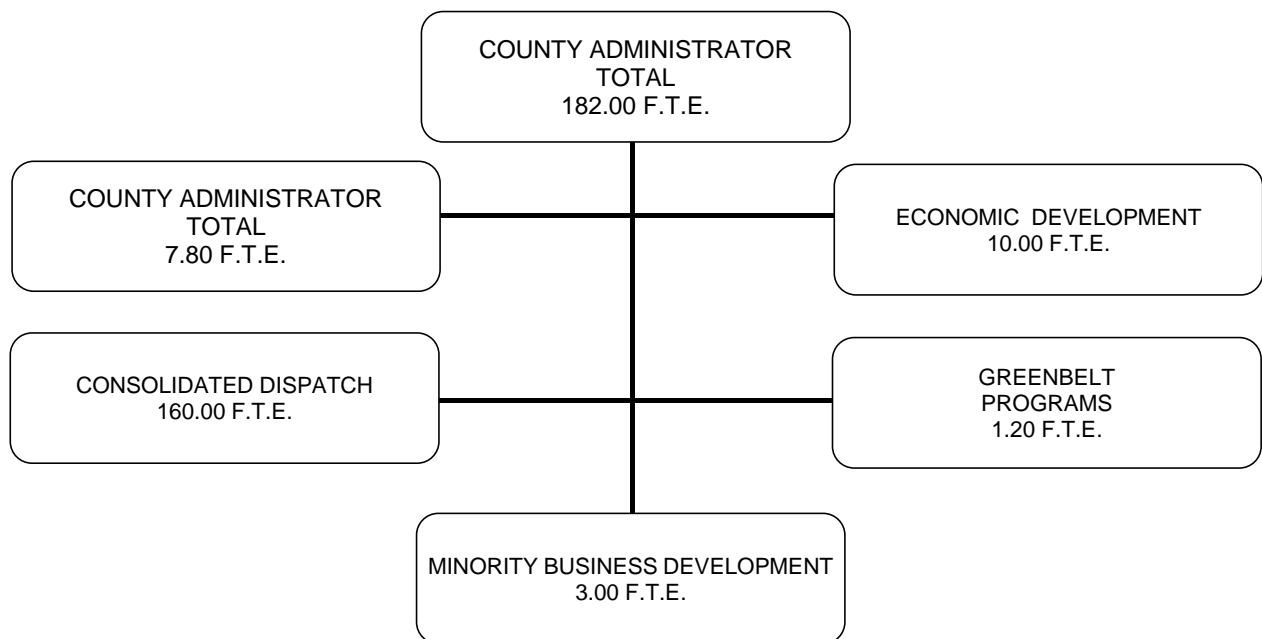 COUNTY ADMINISTRATOR
TOTAL
182.00 F.T.E.
COUNTY ADMINISTRATOR
TOTAL
7.80 F.T.E.
ECONOMIC DEVELOPMENT
10.00 F.T.E.
CONSOLIDATED DISPATCH
160.00 F.T.E.
GREENBELT
PROGRAMS
1.20 F.T.E.
MINORITY BUSINESS DEVELOPMENT
3.00 F.T.E.